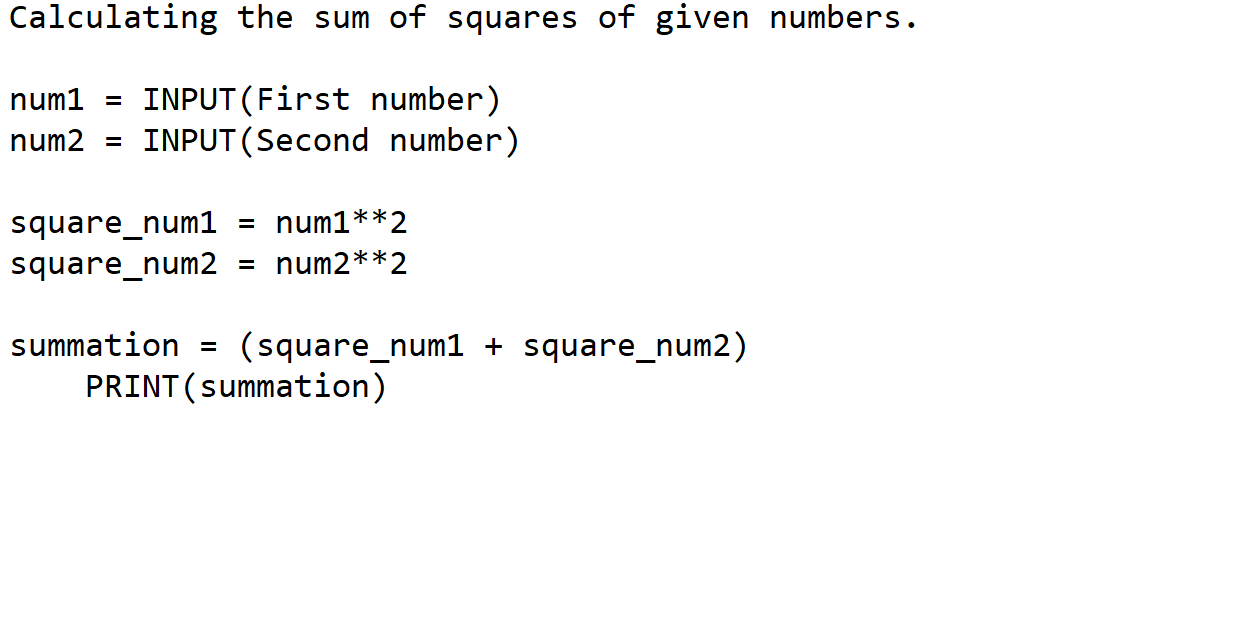 Calculating the sum of squares of given numbers.
num1 = INPUT(First number)
num2 = INPUT(Second number)
square_num1 = num1**2
square_num2 = num2**2
summation = (square_num1 + square_num2)
    PRINT(summation)